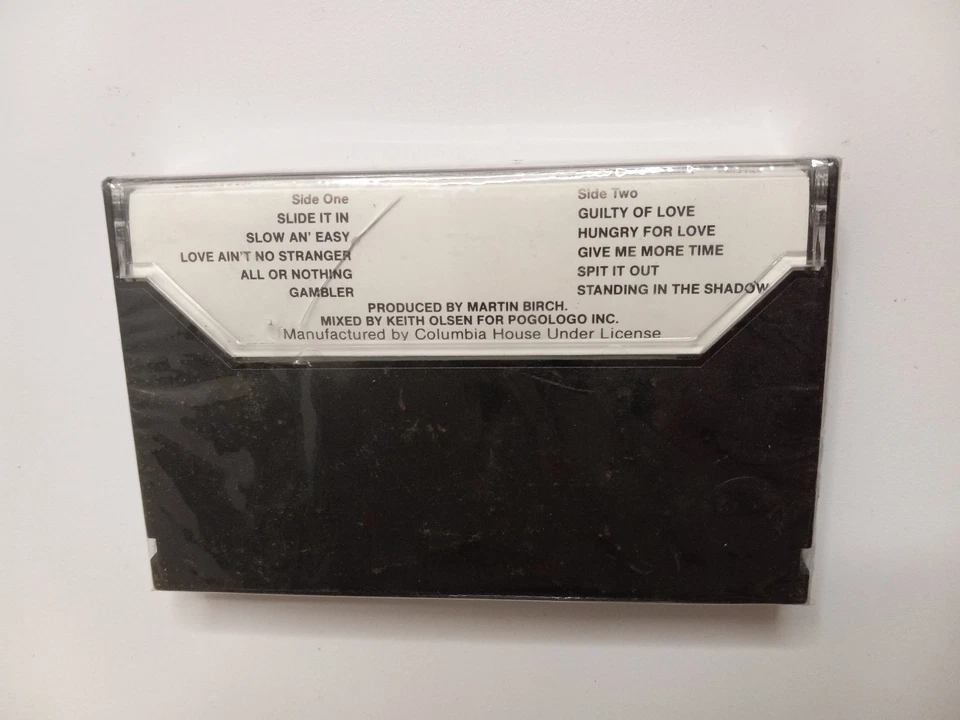 Side One
SLIDE IT IN
SLOW AN' EASY
LOVE AIN'T NO STRANGER
ALL OR NOTHING
GAMBLER
Side Two
GUILTY OF LOVE
HUNGRY FOR LOVE
GIVE ME MORE TIME
SPIT IT OUT
STANDING IN THE SHADOW
PRODUCED BY MARTIN BIRCH.
MIXED BY KEITH OLSEN FOR POGOLOGO INC.
Manufactured by Columbia House Under License